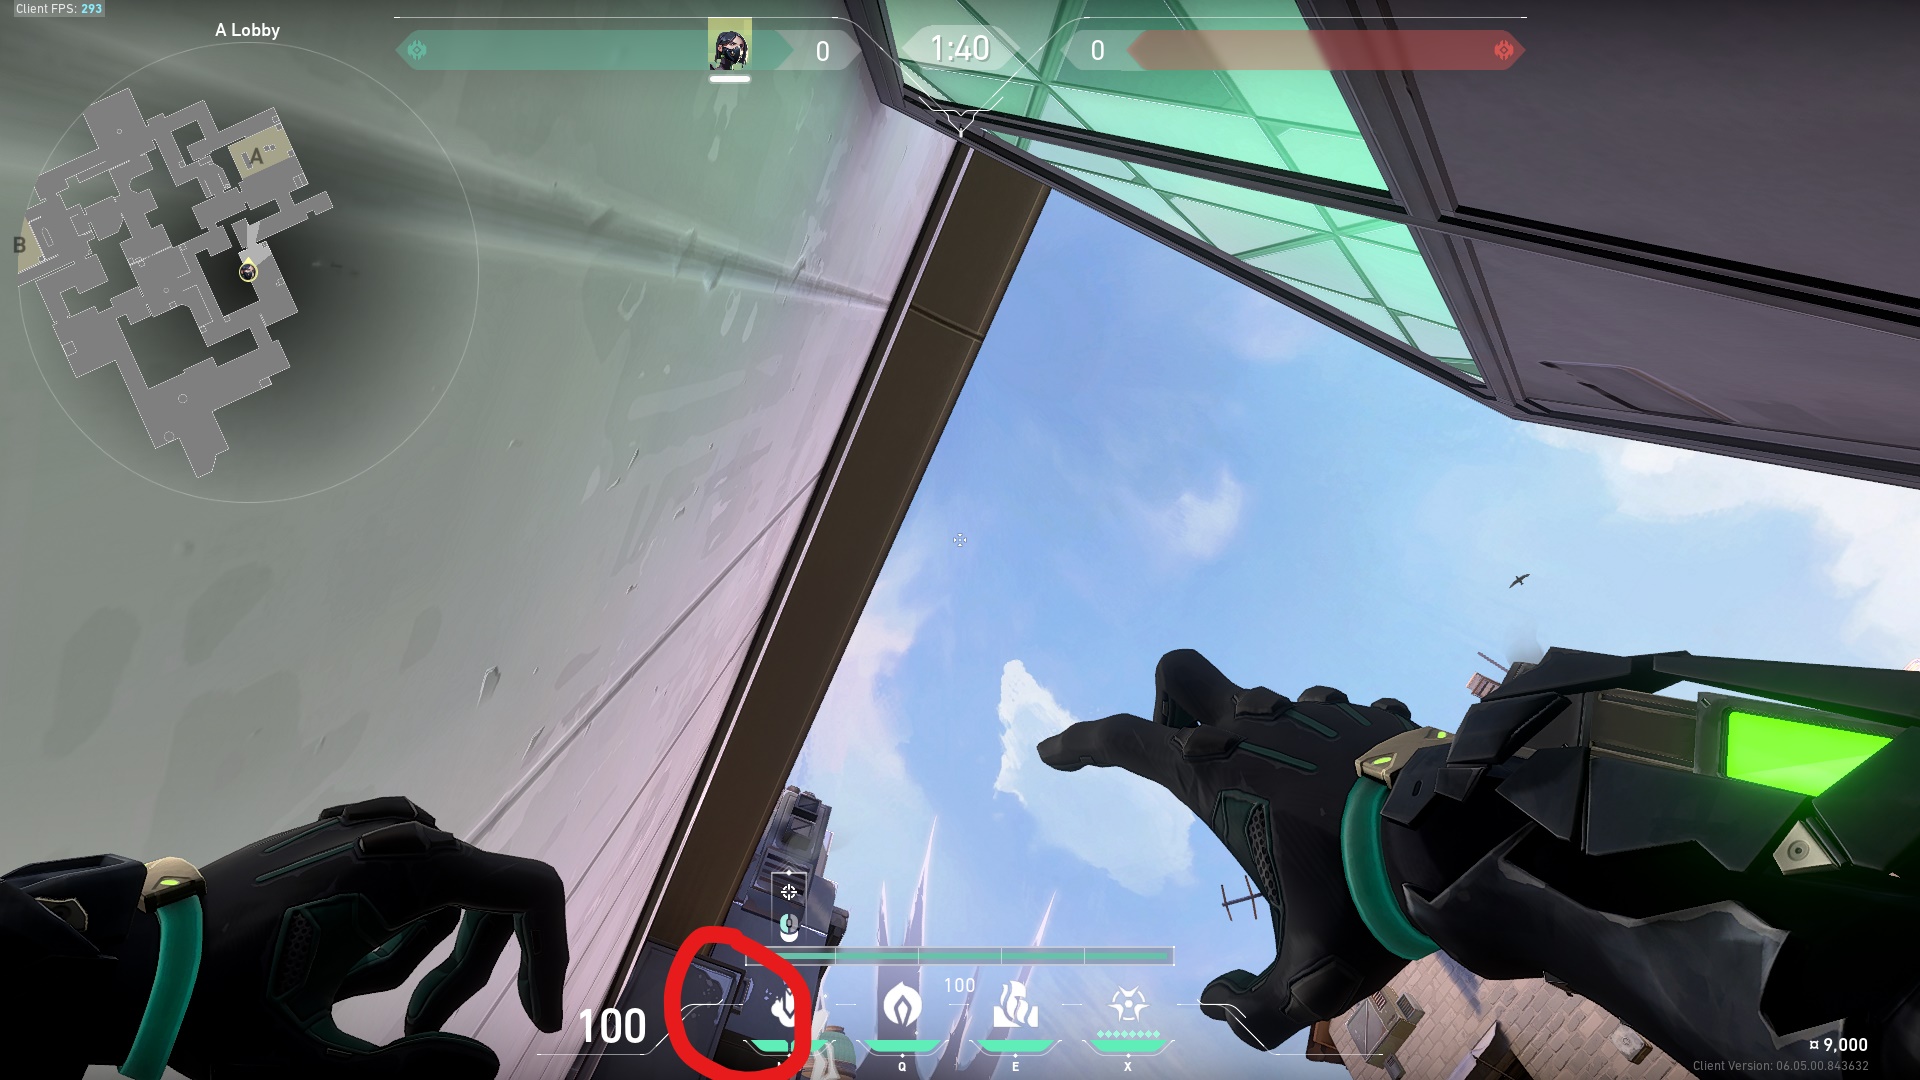 Client FPS: 293
A Lobby
0
1:40
0
A
B
100
100
Q
E
X
¤ 9,000
Client Version: 06.05.00.843632